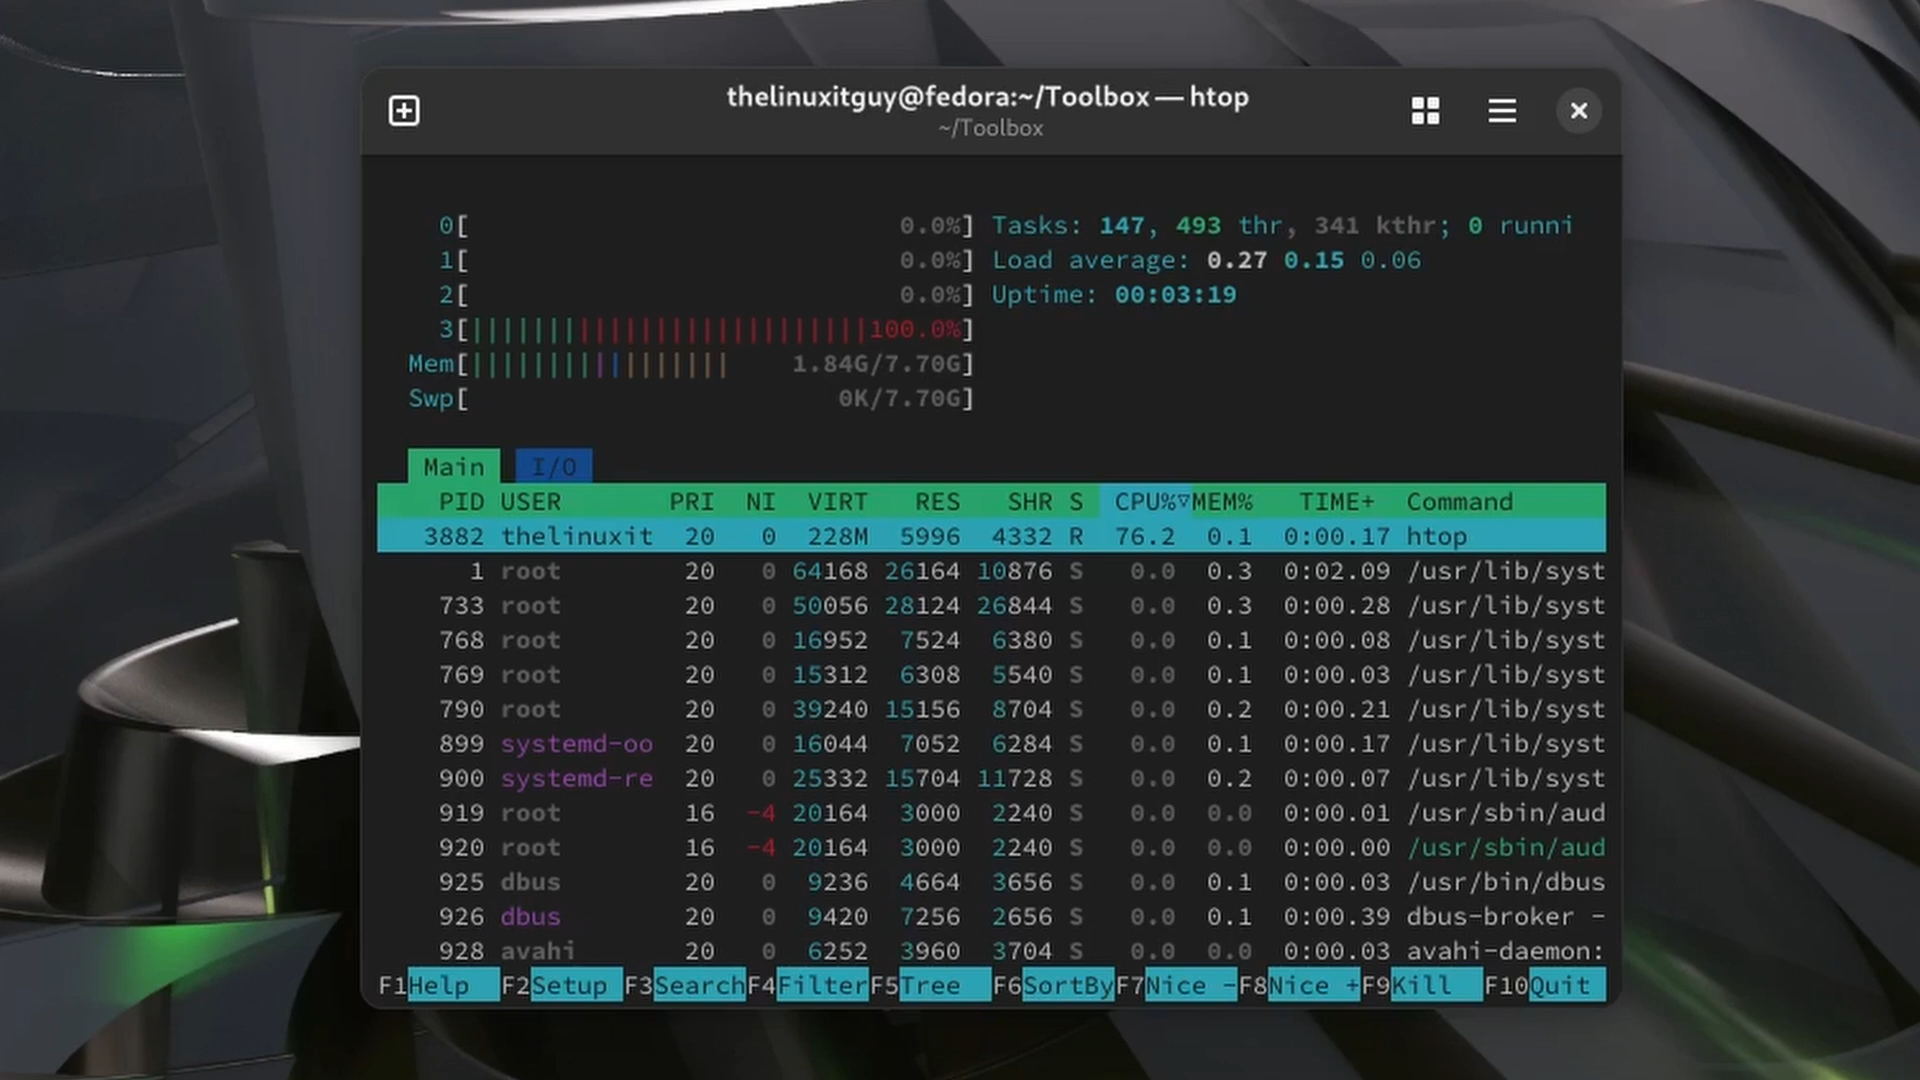 thelinuxitguy@fedora:~/Toolbox — htop
~/Toolbox
0[ 0.0%] Tasks: 147, 493 thr, 341 kthr; 0 runni
1[ 0.0%] Load average: 0.27 0.15 0.06
2[ 0.0%] Uptime: 00:03:19
3[||||||||||||||||||||||||||100.0%]
Mem[||||||||||||||||| 1.84G/7.70G]
Swp[ 0K/7.70G]
Main I/O
PID USER PRI NI VIRT RES SHR S CPU%▽MEM% TIME+ Command
3882 thelinuxit 20 0 228M 5996 4332 R 76.2 0.1 0:00.17 htop
1 root 20 0 64168 26164 10876 S 0.0 0.3 0:02.09 /usr/lib/syst
733 root 20 0 50056 28124 26844 S 0.0 0.3 0:00.28 /usr/lib/syst
768 root 20 0 16952 7524 6380 S 0.0 0.1 0:00.08 /usr/lib/syst
769 root 20 0 15312 6308 5540 S 0.0 0.1 0:00.03 /usr/lib/syst
790 root 20 0 39240 15156 8704 S 0.0 0.2 0:00.21 /usr/lib/syst
899 systemd-oo 20 0 16044 7052 6284 S 0.0 0.1 0:00.17 /usr/lib/syst
900 systemd-re 20 0 25332 15704 11728 S 0.0 0.2 0:00.07 /usr/lib/syst
919 root 16 -4 20164 3000 2240 S 0.0 0.0 0:00.01 /usr/sbin/aud
920 root 16 -4 20164 3000 2240 S 0.0 0.0 0:00.00 /usr/sbin/aud
925 dbus 20 0 9236 4664 3656 S 0.0 0.1 0:00.03 /usr/bin/dbus
926 dbus 20 0 9420 7256 2656 S 0.0 0.1 0:00.39 dbus-broker -
928 avahi 20 0 6252 3960 3704 S 0.0 0.0 0:00.03 avahi-daemon:
F1Help F2Setup F3SearchF4FilterF5Tree F6SortByF7Nice -F8Nice +F9Kill F10Quit